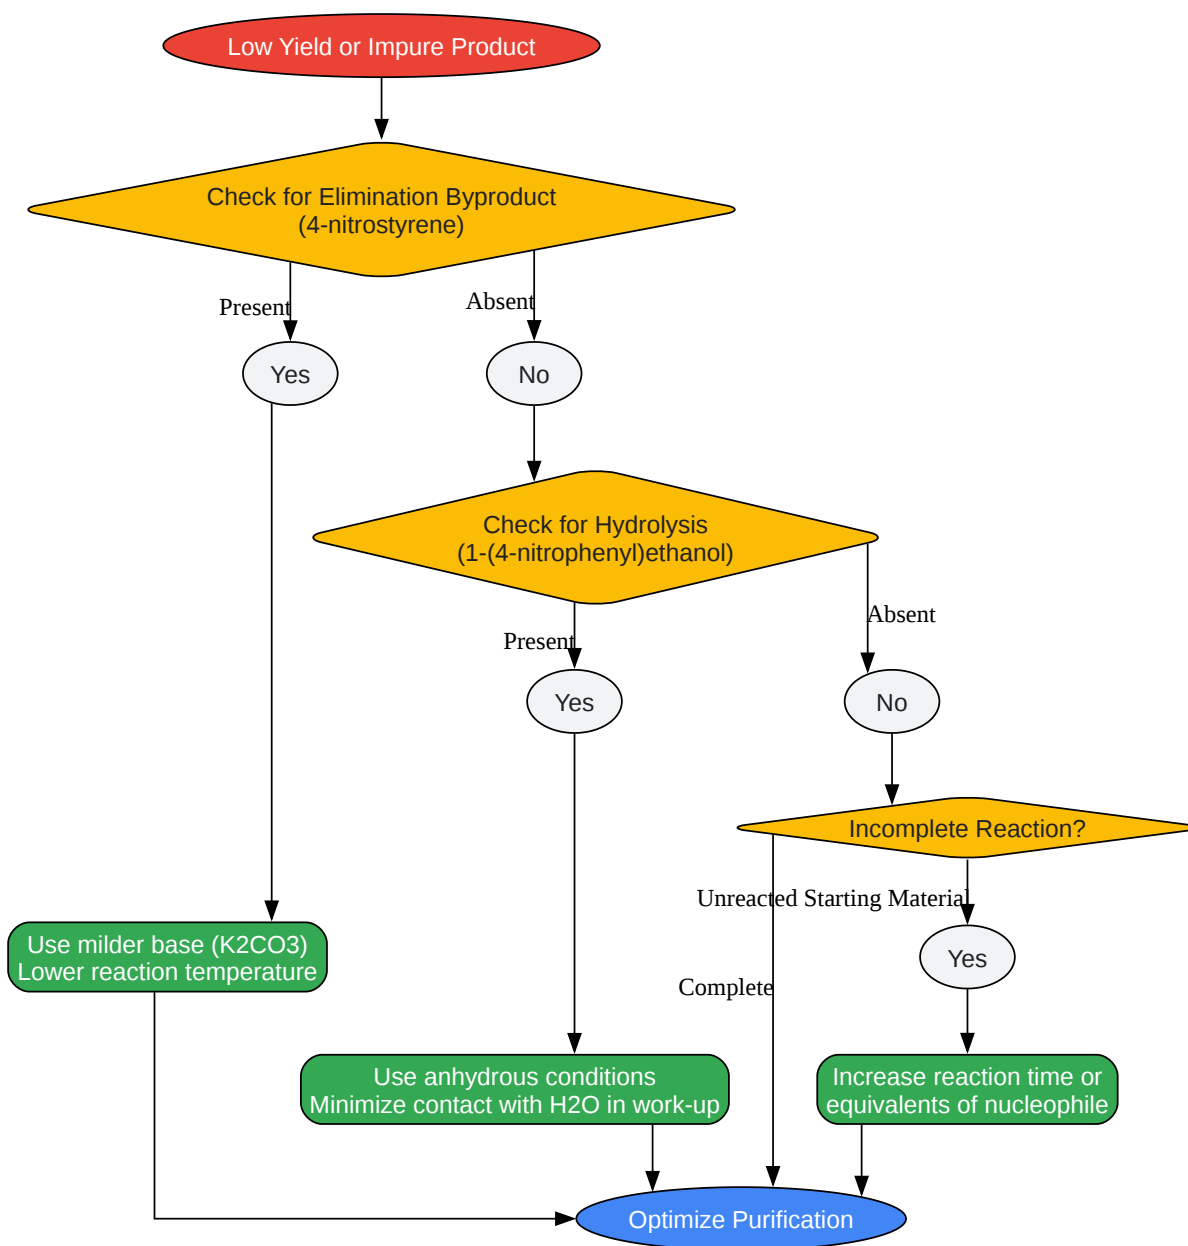 Low Yield or Impure Product
Check for Elimination Byproduct
(4-nitrostyrene)
Present
Absent
Yes
No
Check for Hydrolysis
(1-(4-nitrophenyl)ethanol)
Present
Absent
Yes
No
Incomplete Reaction?
Unreacted Starting Material
Complete
Yes
Use milder base (K2CO3)
Lower reaction temperature
Use anhydrous conditions
Minimize contact with H2O in work-up
Increase reaction time or
equivalents of nucleophile
Optimize Purification